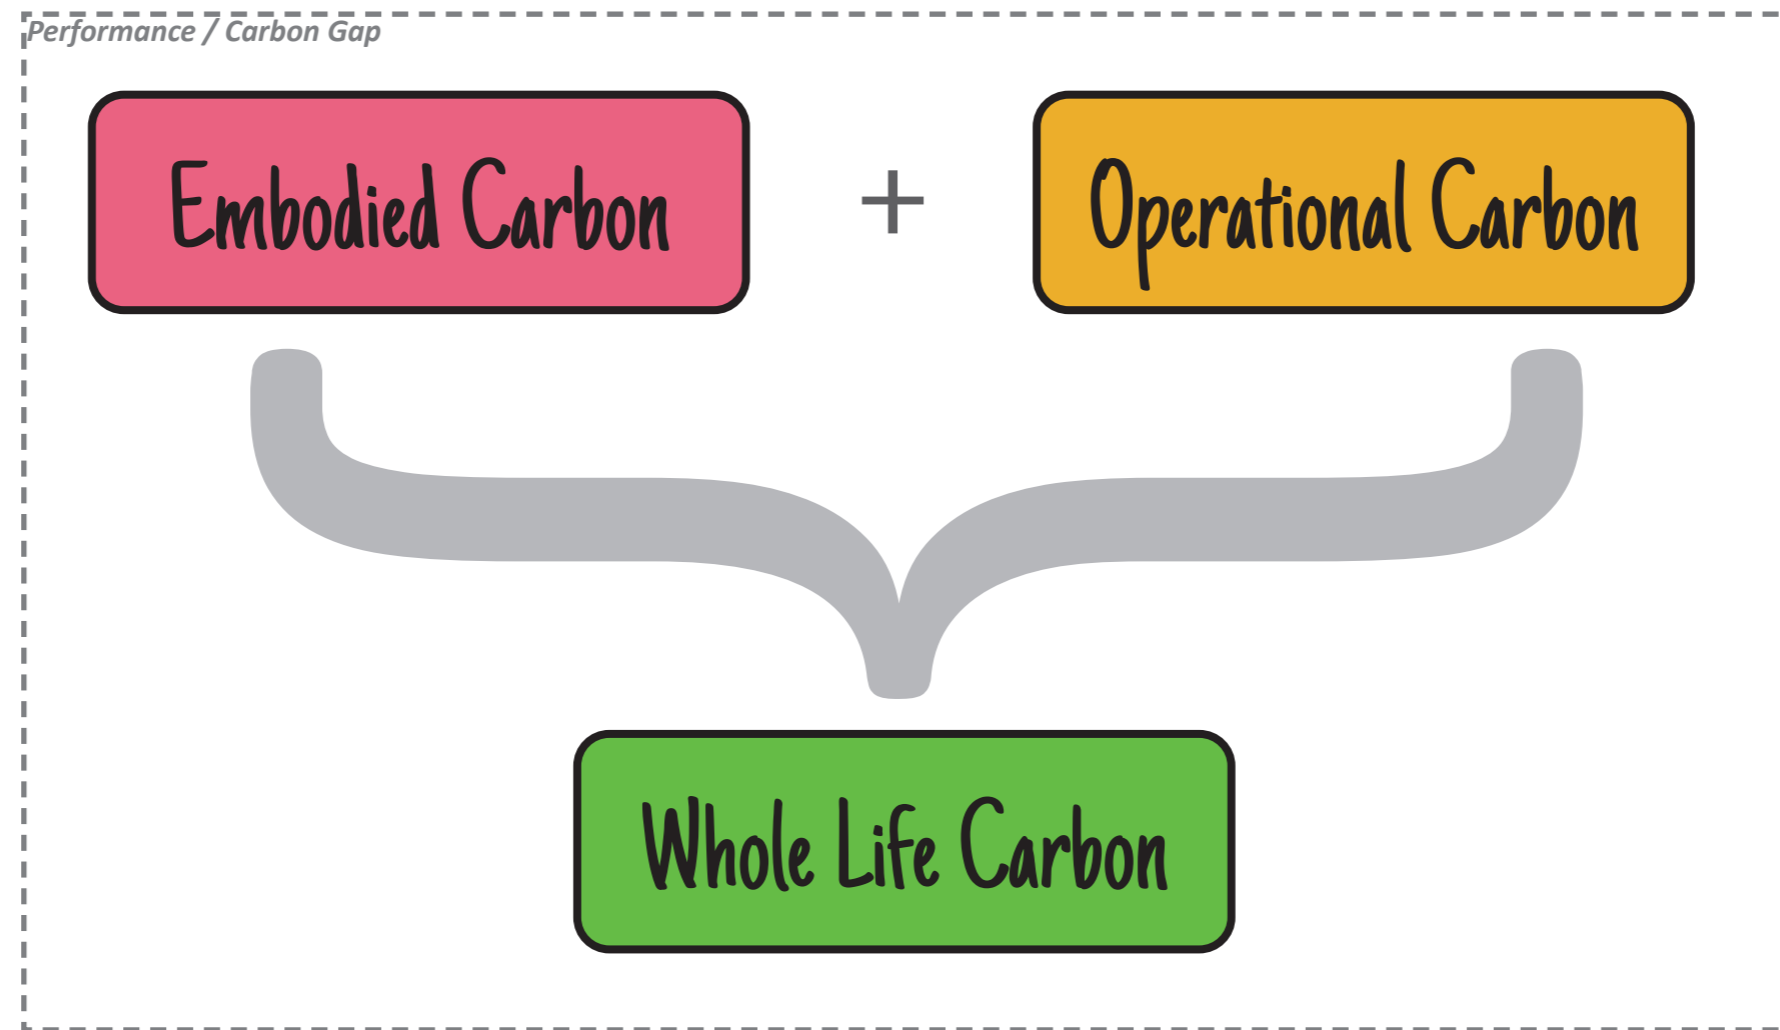 Performance / Carbon Gap
Embodied Carbon
+
Operational Carbon
Whole Life Carbon